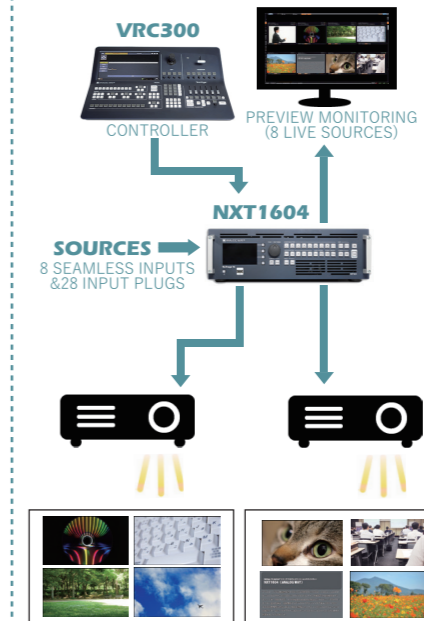 VRC300
CONTROLLER
PREVIEW MONITORING
(8 LIVE SOURCES)
NXT1604
SOURCES
8 SEAMLESS INPUTS
&28 INPUT PLUGS